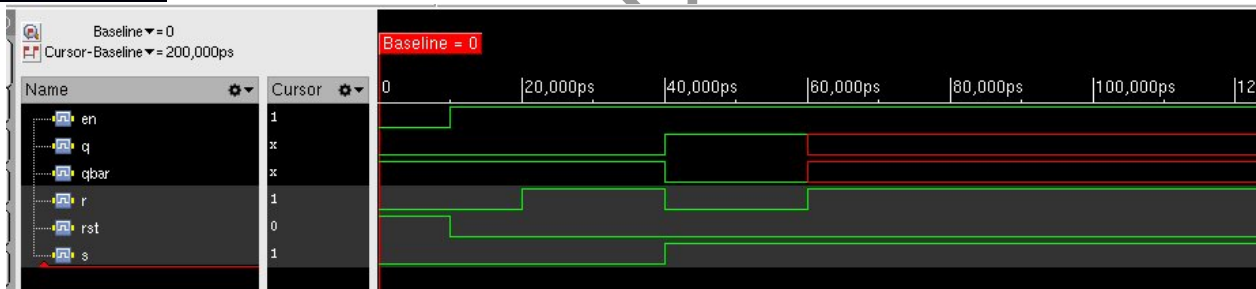 Baseline▼= 0
Cursor-Baseline▼= 200,000ps
Baseline = 0
Name Cursor 0 20,000ps 40,000ps 60,000ps 80,000ps 100,000ps 12
en 1
q x
qbar x
r 1
rst 0
s 1